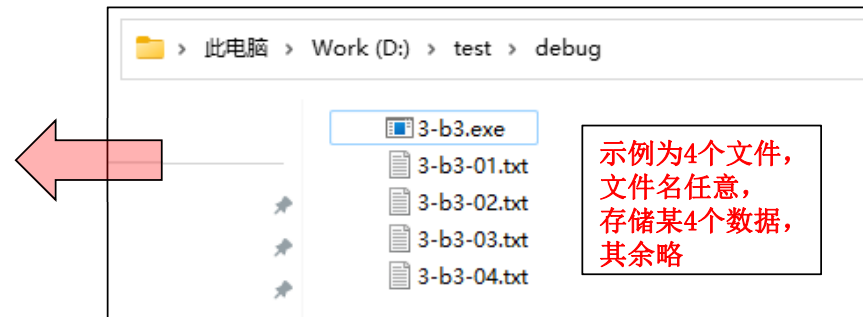 此电脑 > Work (D:) > test > debug
3-b3.exe
3-b3-01.txt
3-b3-02.txt
3-b3-03.txt
3-b3-04.txt
示例为4个文件，
文件名任意，
存储某4个数据，
其余略